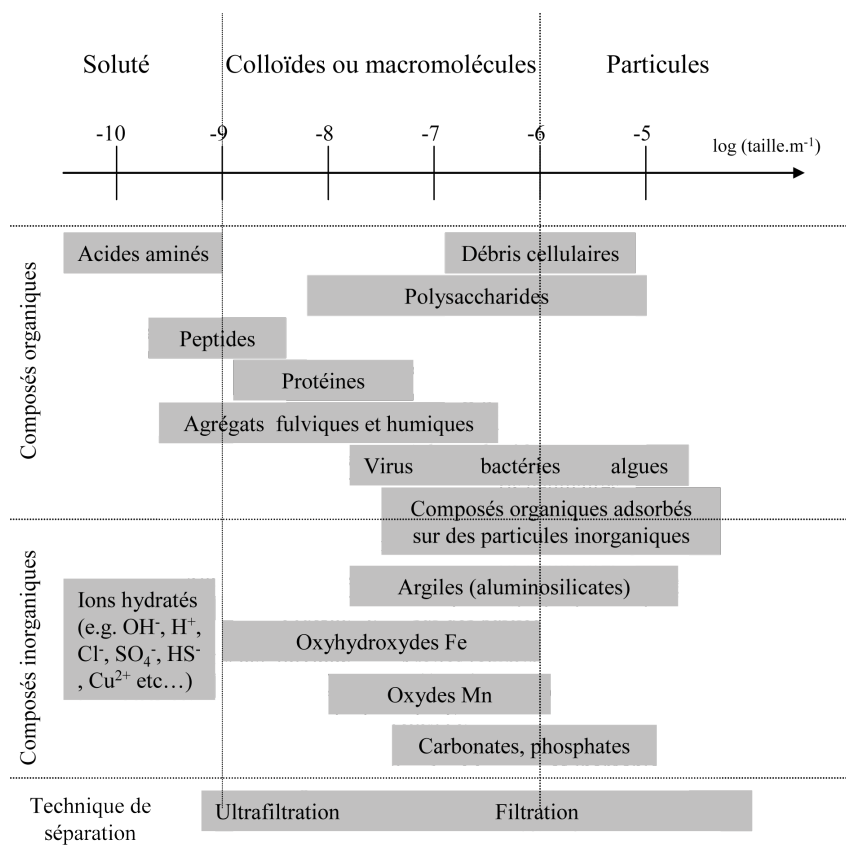 Soluté
Colloïdes ou macromolécules
Particules
-10
-9
-8
-7
-6
-5
log (taille.m-1)
Composés organiques
Acides aminés
Débris cellulaires
Polysaccharides
Peptides
Protéines
Agrégats fulviques et humiques
Virus bactéries algues
Composés organiques adsorbés
sur des particules inorganiques
Composés inorganiques
Argiles (aluminosilicates)
Ions hydratés
(e.g. OH-, H+,
Cl-, SO4-, HS-
, Cu2+ etc…)
Oxyhydroxydes Fe
Oxydes Mn
Carbonates, phosphates
Technique de
séparation
Ultrafiltration
Filtration